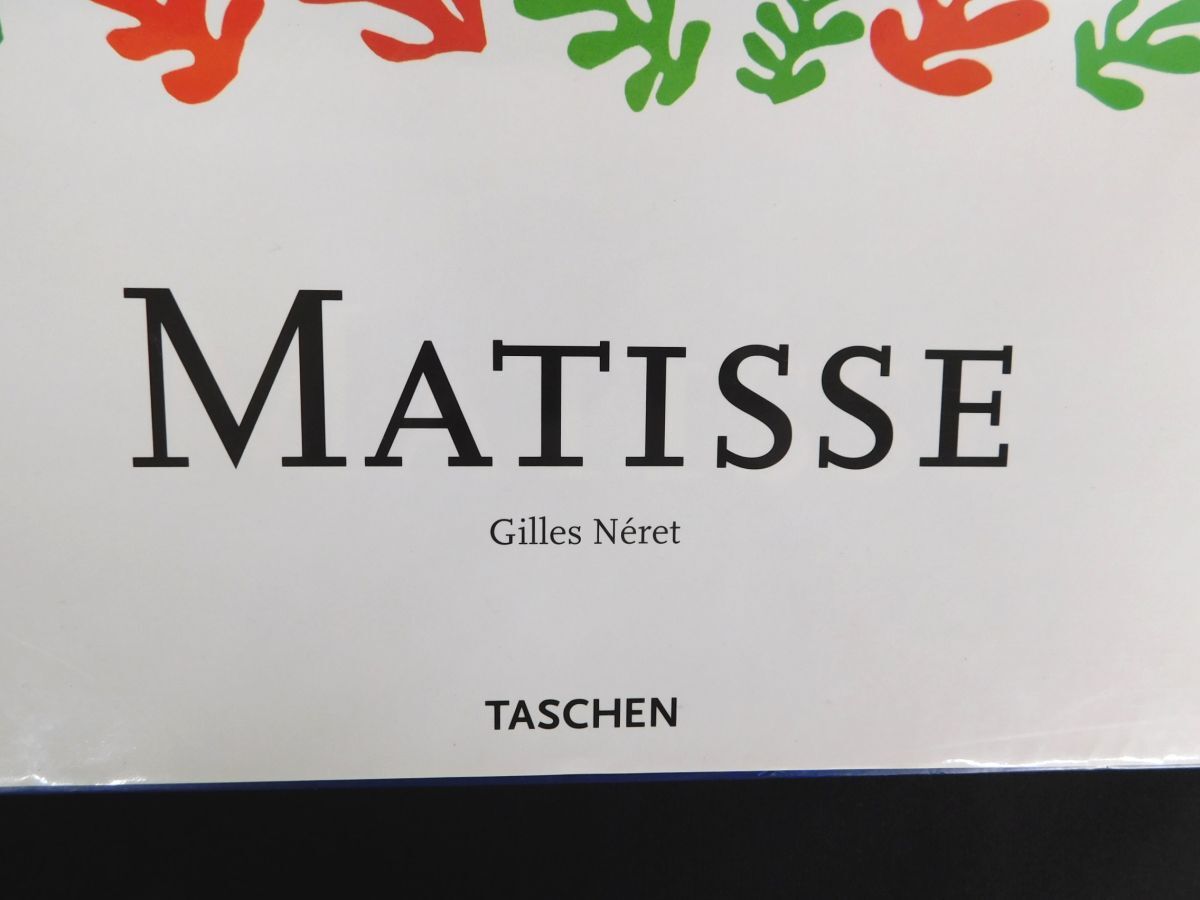 MATISSE
Gilles Néret
TASCHEN